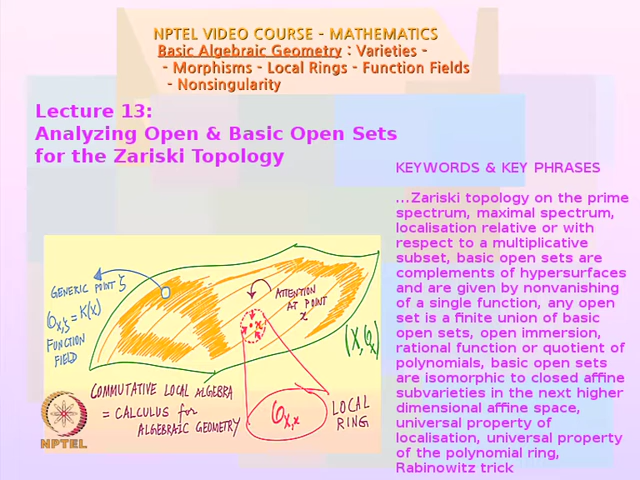 NPTEL VIDEO COURSE - MATHEMATICS
Basic Algebraic Geometry : Varieties -
- Morphisms - Local Rings - Function Fields
- Nonsingularity
Lecture 13:
Analyzing Open & Basic Open Sets
for the Zariski Topology
KEYWORDS & KEY PHRASES
...Zariski topology on the prime
spectrum, maximal spectrum,
localisation relative or with
respect to a multiplicative
subset, basic open sets are
complements of hypersurfaces
and are given by nonvanishing
of a single function, any open
set is a finite union of basic
open sets, open immersion,
rational function or quotient of
polynomials, basic open sets
are isomorphic to closed affine
subvarieties in the next higher
dimensional affine space,
universal property of
localisation, universal property
of the polynomial ring,
Rabinowitz trick
GENERIC POINT ξ
O_{X,ξ} = K(X)
FUNCTION
FIELD
ATTENTION
AT POINT
x
x
(X, O_X)
COMMUTATIVE LOCAL ALGEBRA
= CALCULUS for
ALGEBRAIC GEOMETRY
O_{X,x}
LOCAL
RING
NPTEL